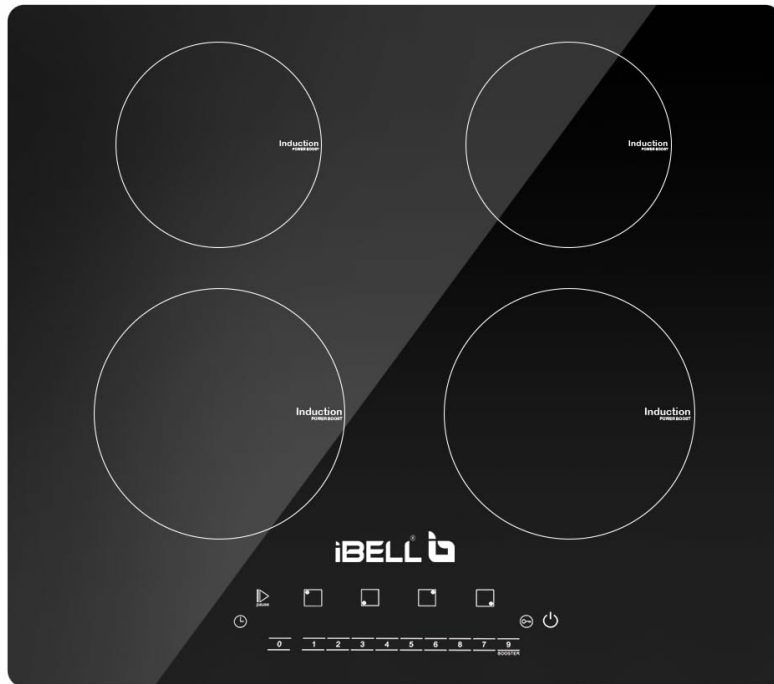 Induction
POWER BOOST
Induction
POWER BOOST
Induction
POWER BOOST
Induction
POWER BOOST
iBELL®
pause
0 1 2 3 4 5 6 8 7 9
BOOSTER